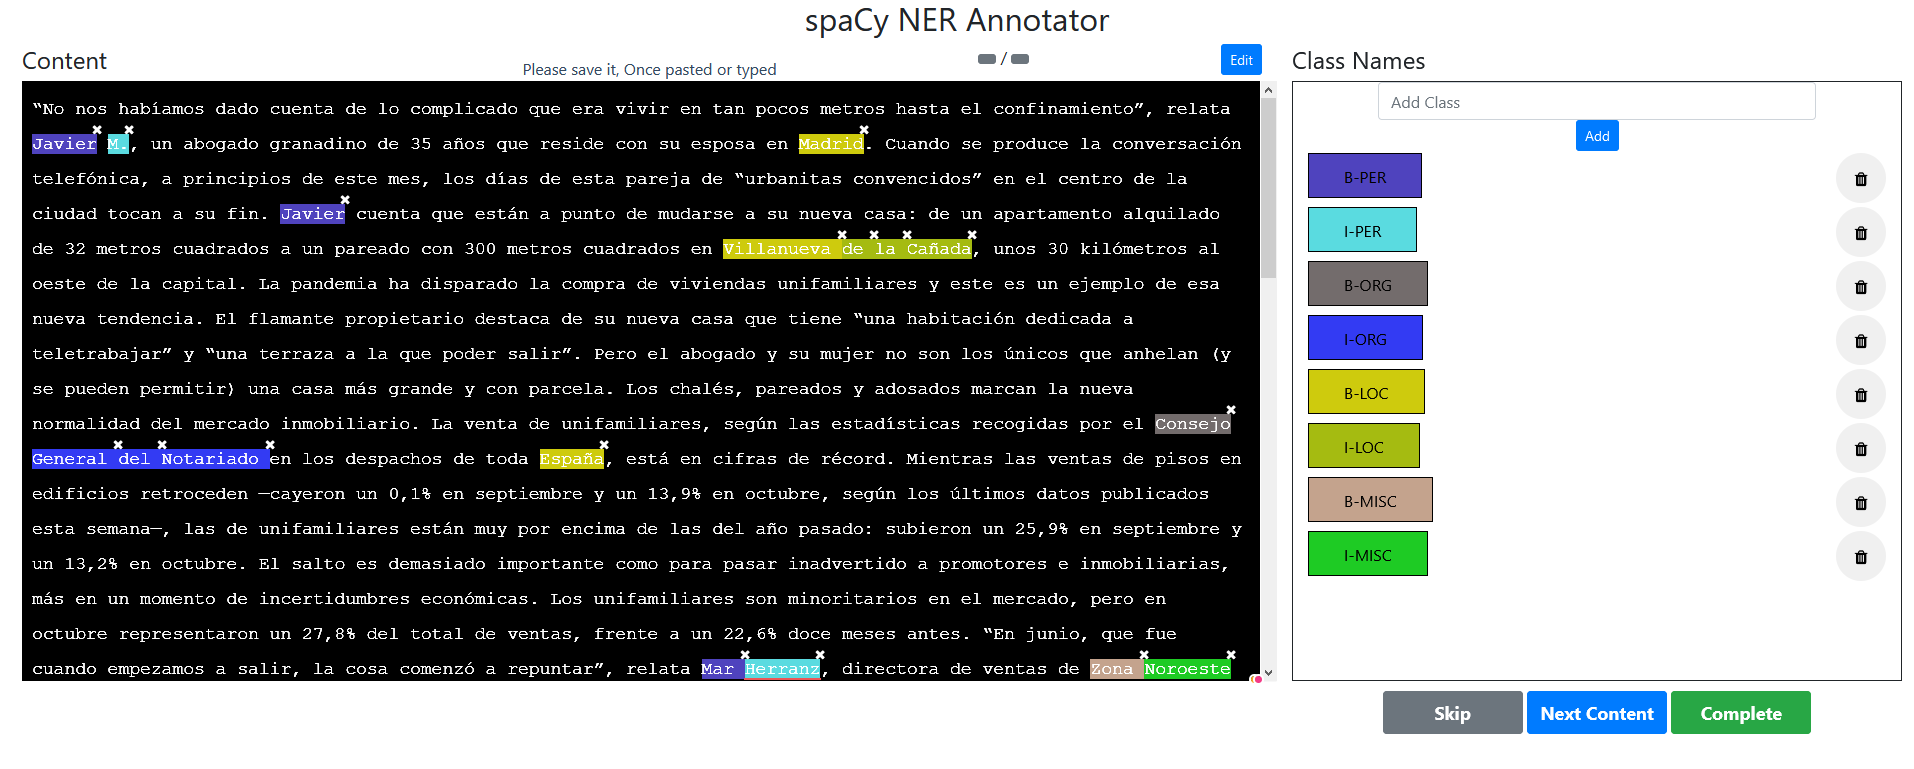 spaCy NER Annotator
Content
Please save it, Once pasted or typed
/
Edit
“No nos habíamos dado cuenta de lo complicado que era vivir en tan pocos metros hasta el confinamiento”, relata
Javier M., un abogado granadino de 35 años que reside con su esposa en Madrid. Cuando se produce la conversación
telefónica, a principios de este mes, los días de esta pareja de “urbanitas convencidos” en el centro de la
ciudad tocan a su fin. Javier cuenta que están a punto de mudarse a su nueva casa: de un apartamento alquilado
de 32 metros cuadrados a un pareado con 300 metros cuadrados en Villanueva de la Cañada, unos 30 kilómetros al
oeste de la capital. La pandemia ha disparado la compra de viviendas unifamiliares y este es un ejemplo de esa
nueva tendencia. El flamante propietario destaca de su nueva casa que tiene “una habitación dedicada a
teletrabajar” y “una terraza a la que poder salir”. Pero el abogado y su mujer no son los únicos que anhelan (y
se pueden permitir) una casa más grande y con parcela. Los chalés, pareados y adosados marcan la nueva
normalidad del mercado inmobiliario. La venta de unifamiliares, según las estadísticas recogidas por el Consejo
General del Notariado en los despachos de toda España, está en cifras de récord. Mientras las ventas de pisos en
edificios retroceden —cayeron un 0,1% en septiembre y un 13,9% en octubre, según los últimos datos publicados
esta semana—, las de unifamiliares están muy por encima de las del año pasado: subieron un 25,9% en septiembre y
un 13,2% en octubre. El salto es demasiado importante como para pasar inadvertido a promotores e inmobiliarias,
más en un momento de incertidumbres económicas. Los unifamiliares son minoritarios en el mercado, pero en
octubre representaron un 27,8% del total de ventas, frente a un 22,6% doce meses antes. “En junio, que fue
cuando empezamos a salir, la cosa comenzó a repuntar”, relata Mar Herranz, directora de ventas de Zona Noroeste
Class Names
Add Class
Add
B-PER
I-PER
B-ORG
I-ORG
B-LOC
I-LOC
B-MISC
I-MISC
Skip
Next Content
Complete